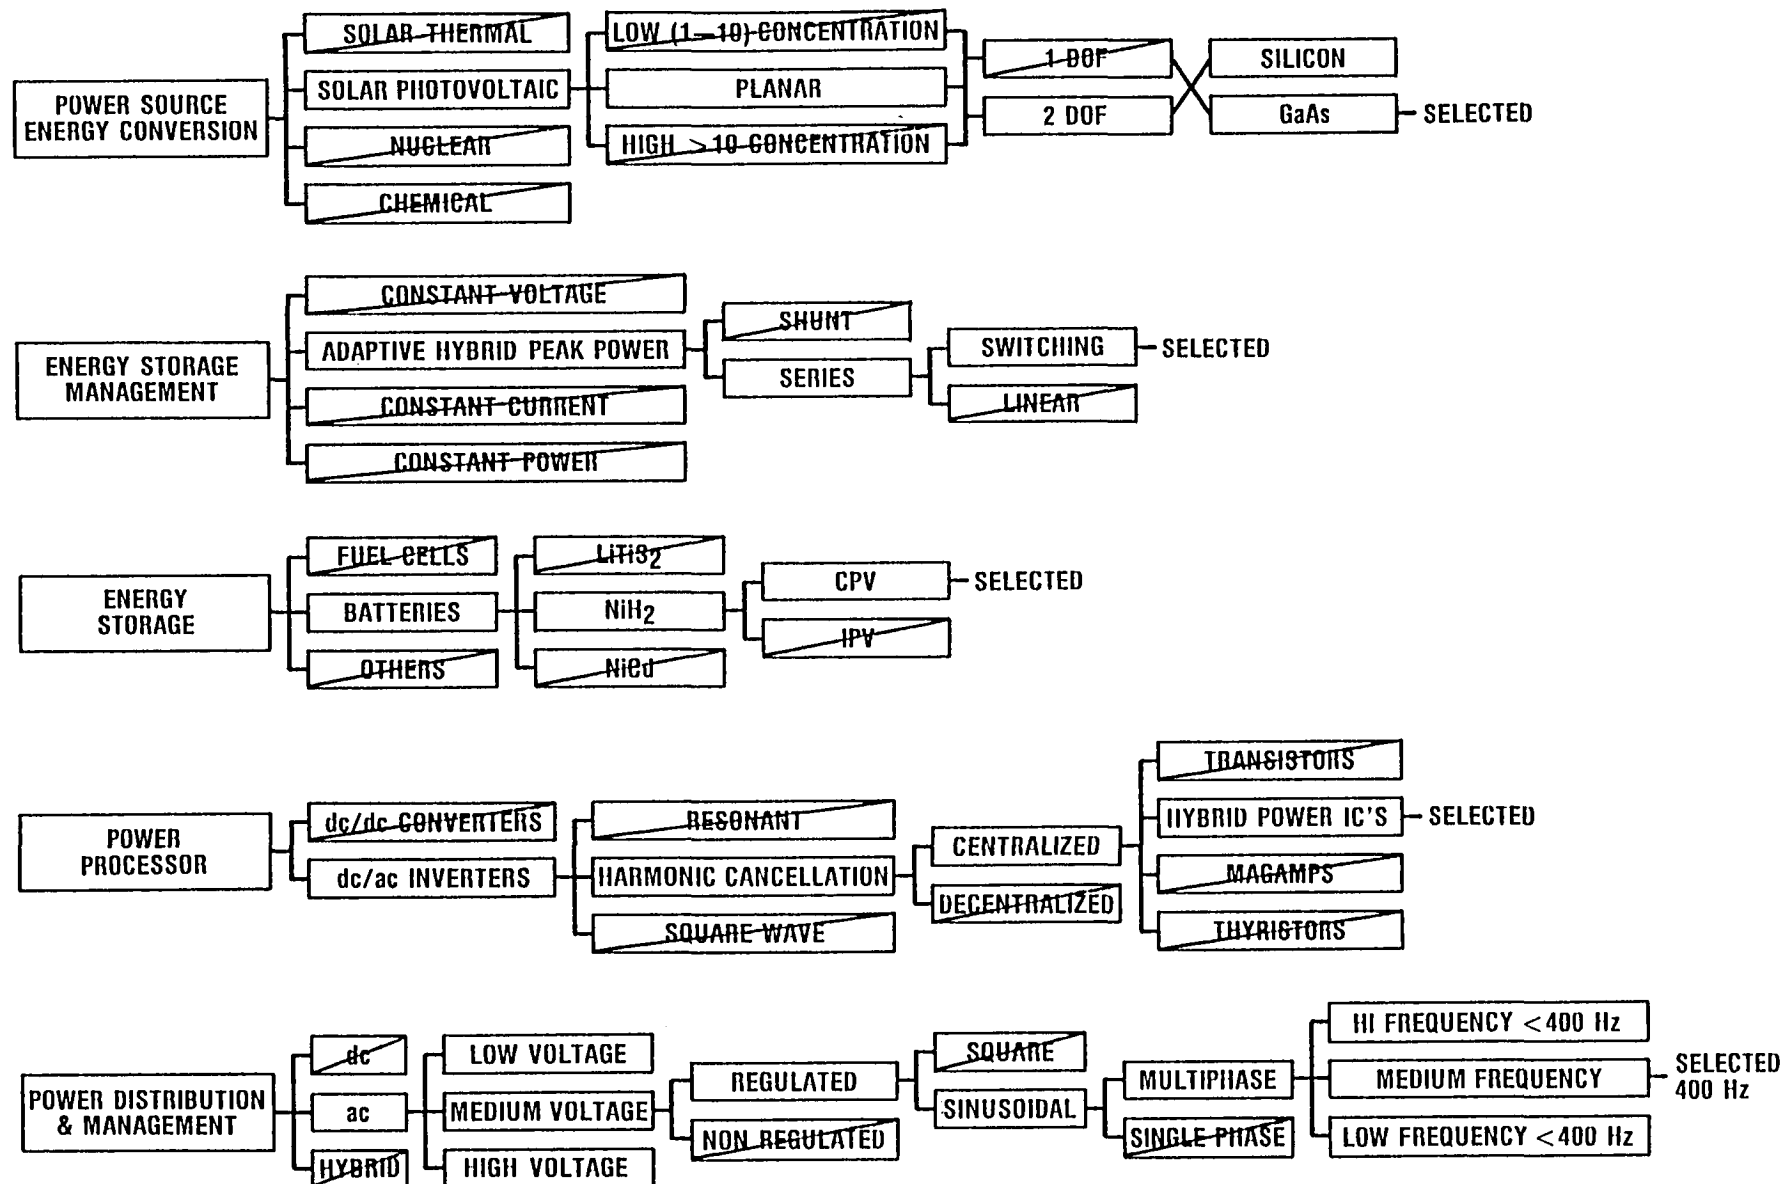 SOLAR THERMAL
SOLAR PHOTOVOLTAIC
NUCLEAR
CHEMICAL
POWER SOURCE
ENERGY CONVERSION
LOW (1–10) CONCENTRATION
PLANAR
HIGH >10 CONCENTRATION
1 DOF
2 DOF
SILICON
GaAs
SELECTED
ENERGY STORAGE
MANAGEMENT
CONSTANT VOLTAGE
ADAPTIVE HYBRID PEAK POWER
CONSTANT CURRENT
CONSTANT POWER
SHUNT
SERIES
SWITCHING
LINEAR
SELECTED
ENERGY
STORAGE
FUEL CELLS
BATTERIES
OTHERS
LiTiS2
NiH2
NiCd
CPV
IPV
SELECTED
POWER
PROCESSOR
dc/dc CONVERTERS
dc/ac INVERTERS
RESONANT
HARMONIC CANCELLATION
SQUARE WAVE
CENTRALIZED
DECENTRALIZED
TRANSISTORS
HYBRID POWER IC'S
MAGAMPS
THYRISTORS
SELECTED
POWER DISTRIBUTION
& MANAGEMENT
dc
ac
HYBRID
LOW VOLTAGE
MEDIUM VOLTAGE
HIGH VOLTAGE
REGULATED
NON REGULATED
SQUARE
SINUSOIDAL
MULTIPHASE
SINGLE PHASE
HI FREQUENCY <400 Hz
MEDIUM FREQUENCY
LOW FREQUENCY <400 Hz
SELECTED
400 Hz